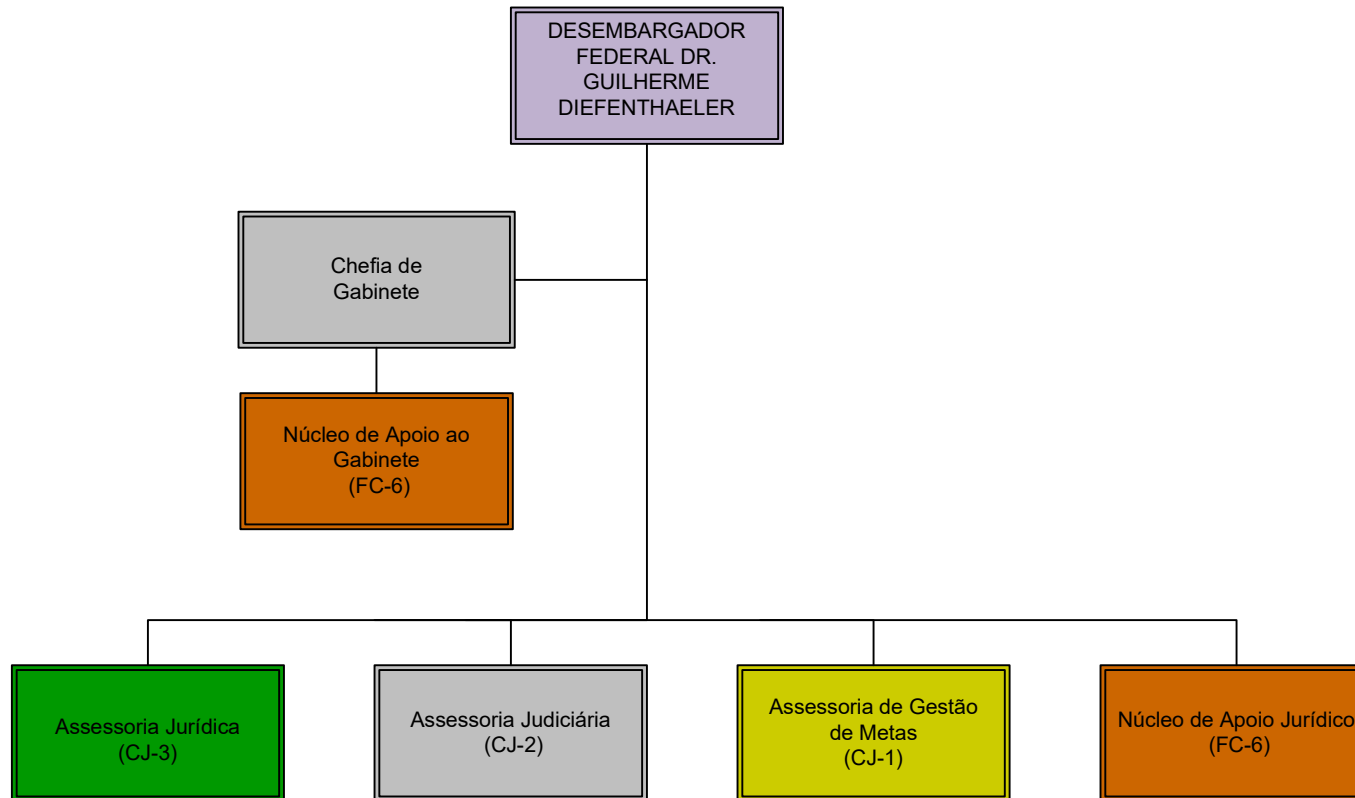 DESEMBARGADOR
FEDERAL DR.
GUILHERME
DIEFENTHAELER
Chefia de
Gabinete
Núcleo de Apoio ao
Gabinete
(FC-6)
Assessoria Jurídica
(CJ-3)
Assessoria Judiciária
(CJ-2)
Assessoria de Gestão
de Metas
(CJ-1)
Núcleo de Apoio Jurídico
(FC-6)